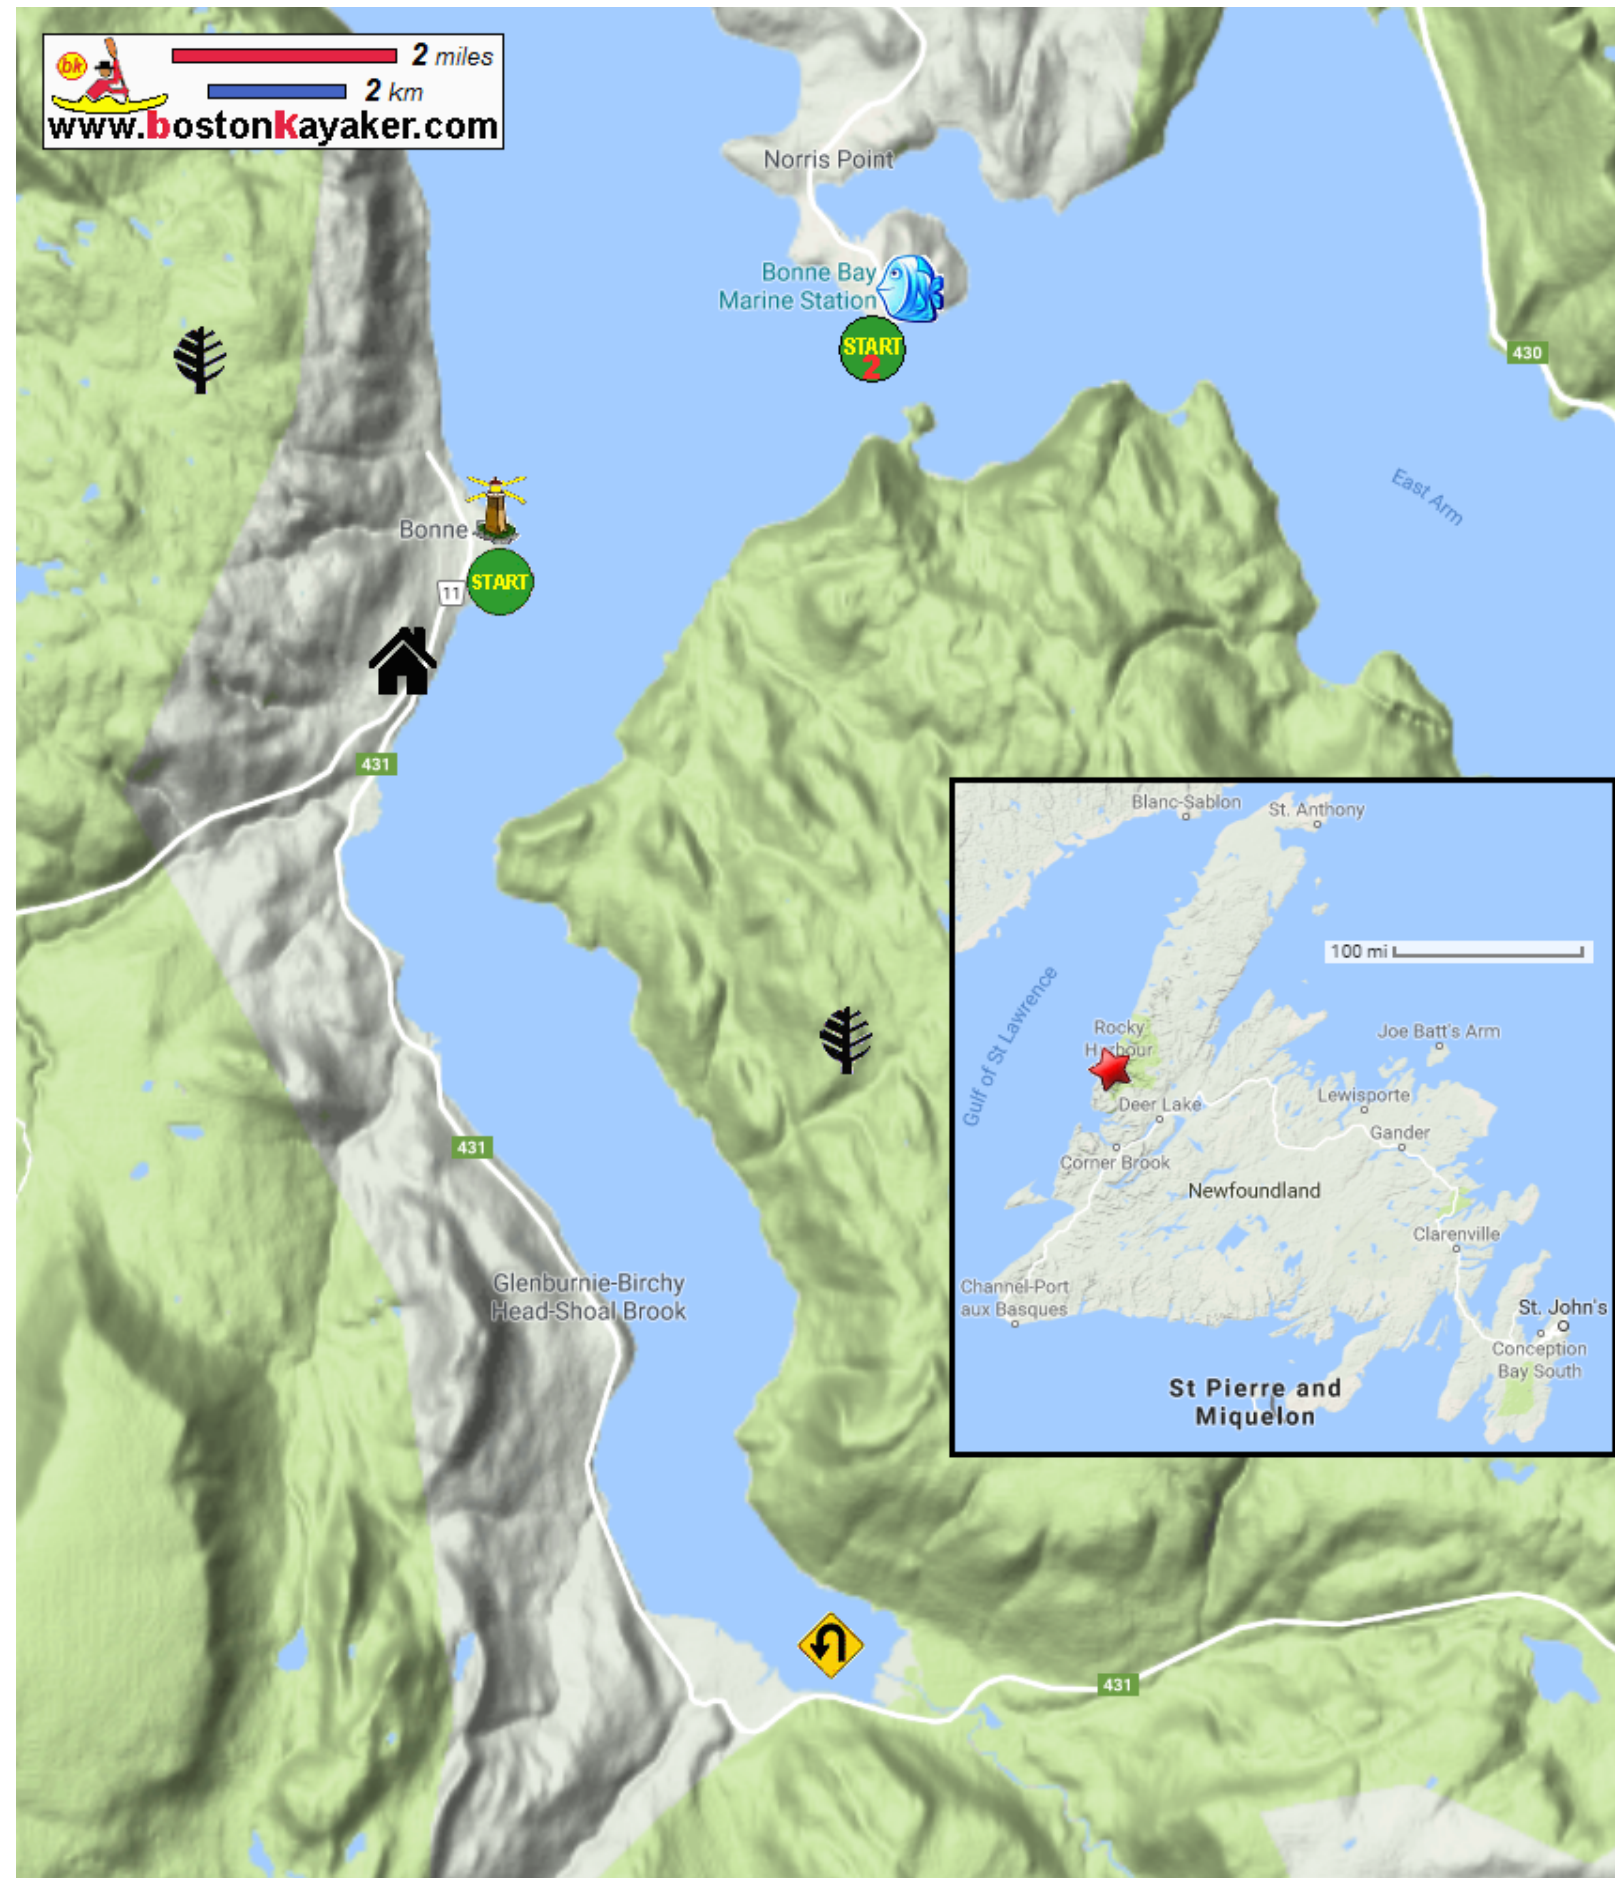 bk
2 miles
2 km
www.bostonkayaker.com
Norris Point
Bonne Bay
Marine Station
START
2
430
East Arm
Bonne
START
11
431
Blanc-Sablon
St. Anthony
100 mi
Gulf of St Lawrence
Rocky
Harbour
Joe Batt's Arm
Deer Lake
Lewisporte
Gander
Corner Brook
Newfoundland
Clarenville
Channel-Port
aux Basques
St. John's
Conception
Bay South
St Pierre and
Miquelon
431
Glenburnie-Birchy
Head-Shoal Brook
431